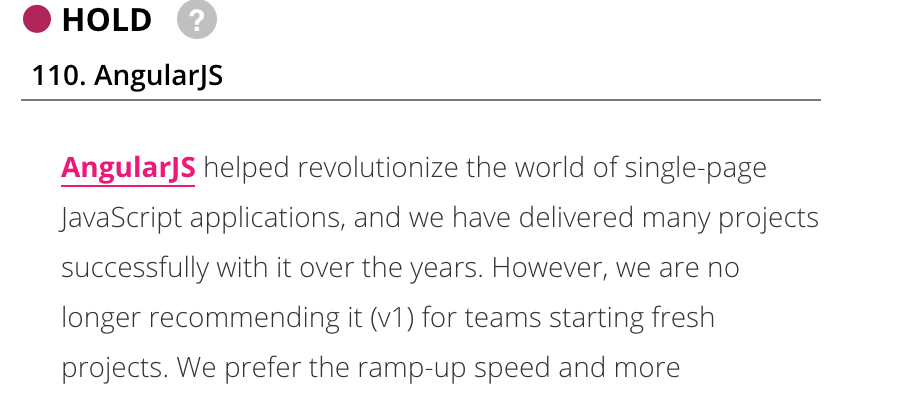 HOLD ?
110. AngularJS
AngularJS helped revolutionize the world of single-page
JavaScript applications, and we have delivered many projects
successfully with it over the years. However, we are no
longer recommending it (v1) for teams starting fresh
projects. We prefer the ramp-up speed and more